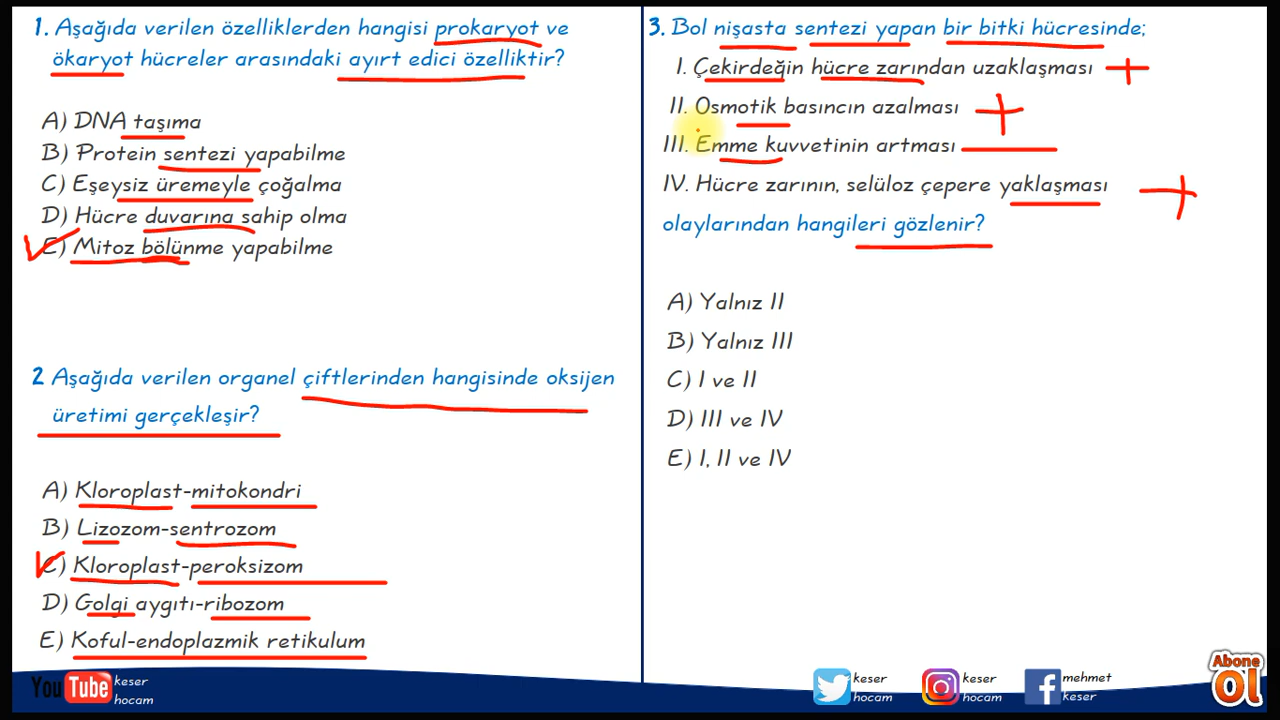 1. Aşağıda verilen özelliklerden hangisi prokaryot ve
ökaryot hücreler arasındaki ayırt edici özelliktir?
A) DNA taşıma
B) Protein sentezi yapabilme
C) Eşeysiz üremeyle çoğalma
D) Hücre duvarına sahip olma
E) Mitoz bölünme yapabilme
2 Aşağıda verilen organel çiftlerinden hangisinde oksijen
üretimi gerçekleşir?
A) Kloroplast-mitokondri
B) Lizozom-sentrozom
C) Kloroplast-peroksizom
D) Golgi aygıtı-ribozom
E) Koful-endoplazmik retikulum
3. Bol nişasta sentezi yapan bir bitki hücresinde;
I. Çekirdeğin hücre zarından uzaklaşması
II. Osmotik basıncın azalması
III. Emme kuvvetinin artması
IV. Hücre zarının, selüloz çepere yaklaşması
olaylarından hangileri gözlenir?
A) Yalnız II
B) Yalnız III
C) I ve II
D) III ve IV
E) I, II ve IV
YouTube keser
hocam
keser
hocam
keser
hocam
mehmet
keser
Abone
Ol